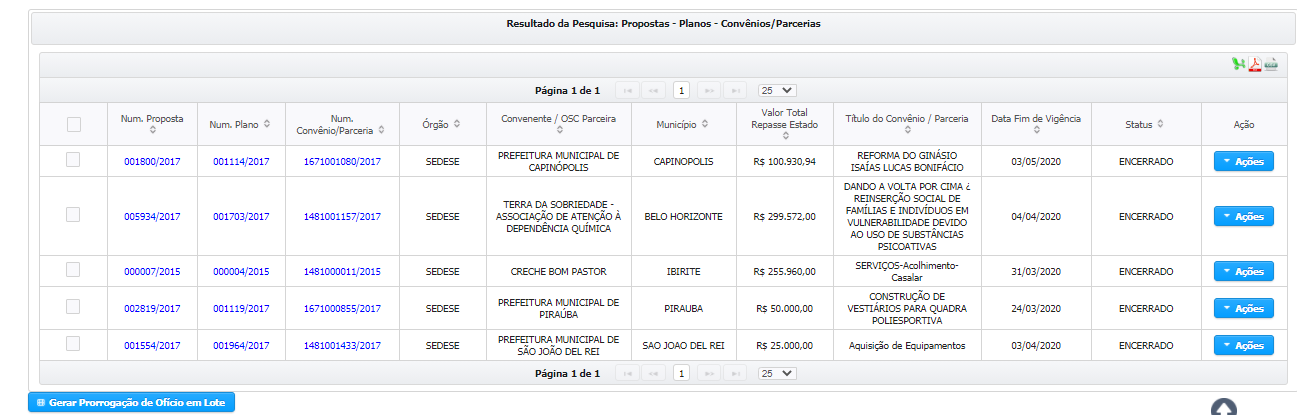 Resultado da Pesquisa: Propostas - Planos - Convênios/Parcerias
Página 1 de 1 1 25
Num. Proposta
Num. Plano
Num.
Convênio/Parceria
Órgão
Convenente / OSC Parceira
Município
Valor Total
Repasse Estado
Título do Convênio / Parceria
Data Fim de Vigência
Status
Ação
001800/2017
001114/2017
1671001080/2017
SEDESE
PREFEITURA MUNICIPAL DE
CAPINÓPOLIS
CAPINOPOLIS
R$ 100.930,94
REFORMA DO GINÁSIO
ISAÍAS LUCAS BONIFÁCIO
03/05/2020
ENCERRADO
Ações
005934/2017
001703/2017
1481001157/2017
SEDESE
TERRA DA SOBRIEDADE -
ASSOCIAÇÃO DE ATENÇÃO À
DEPENDÊNCIA QUÍMICA
BELO HORIZONTE
R$ 299.572,00
DANDO A VOLTA POR CIMA ¿
REINSERÇÃO SOCIAL DE
FAMÍLIAS E INDIVÍDUOS EM
VULNERABILIDADE DEVIDO
AO USO DE SUBSTÂNCIAS
PSICOATIVAS
04/04/2020
ENCERRADO
Ações
000007/2015
000004/2015
1481000011/2015
SEDESE
CRECHE BOM PASTOR
IBIRITE
R$ 255.960,00
SERVIÇOS-Acolhimento-
Casalar
31/03/2020
ENCERRADO
Ações
002819/2017
001119/2017
1671000855/2017
SEDESE
PREFEITURA MUNICIPAL DE
PIRAÚBA
PIRAUBA
R$ 50.000,00
CONSTRUÇÃO DE
VESTIÁRIOS PARA QUADRA
POLIESPORTIVA
24/03/2020
ENCERRADO
Ações
001554/2017
001964/2017
1481001433/2017
SEDESE
PREFEITURA MUNICIPAL DE
SÃO JOÃO DEL REI
SAO JOAO DEL REI
R$ 25.000,00
Aquisição de Equipamentos
03/04/2020
ENCERRADO
Ações
Página 1 de 1 1 25
Gerar Prorrogação de Ofício em Lote